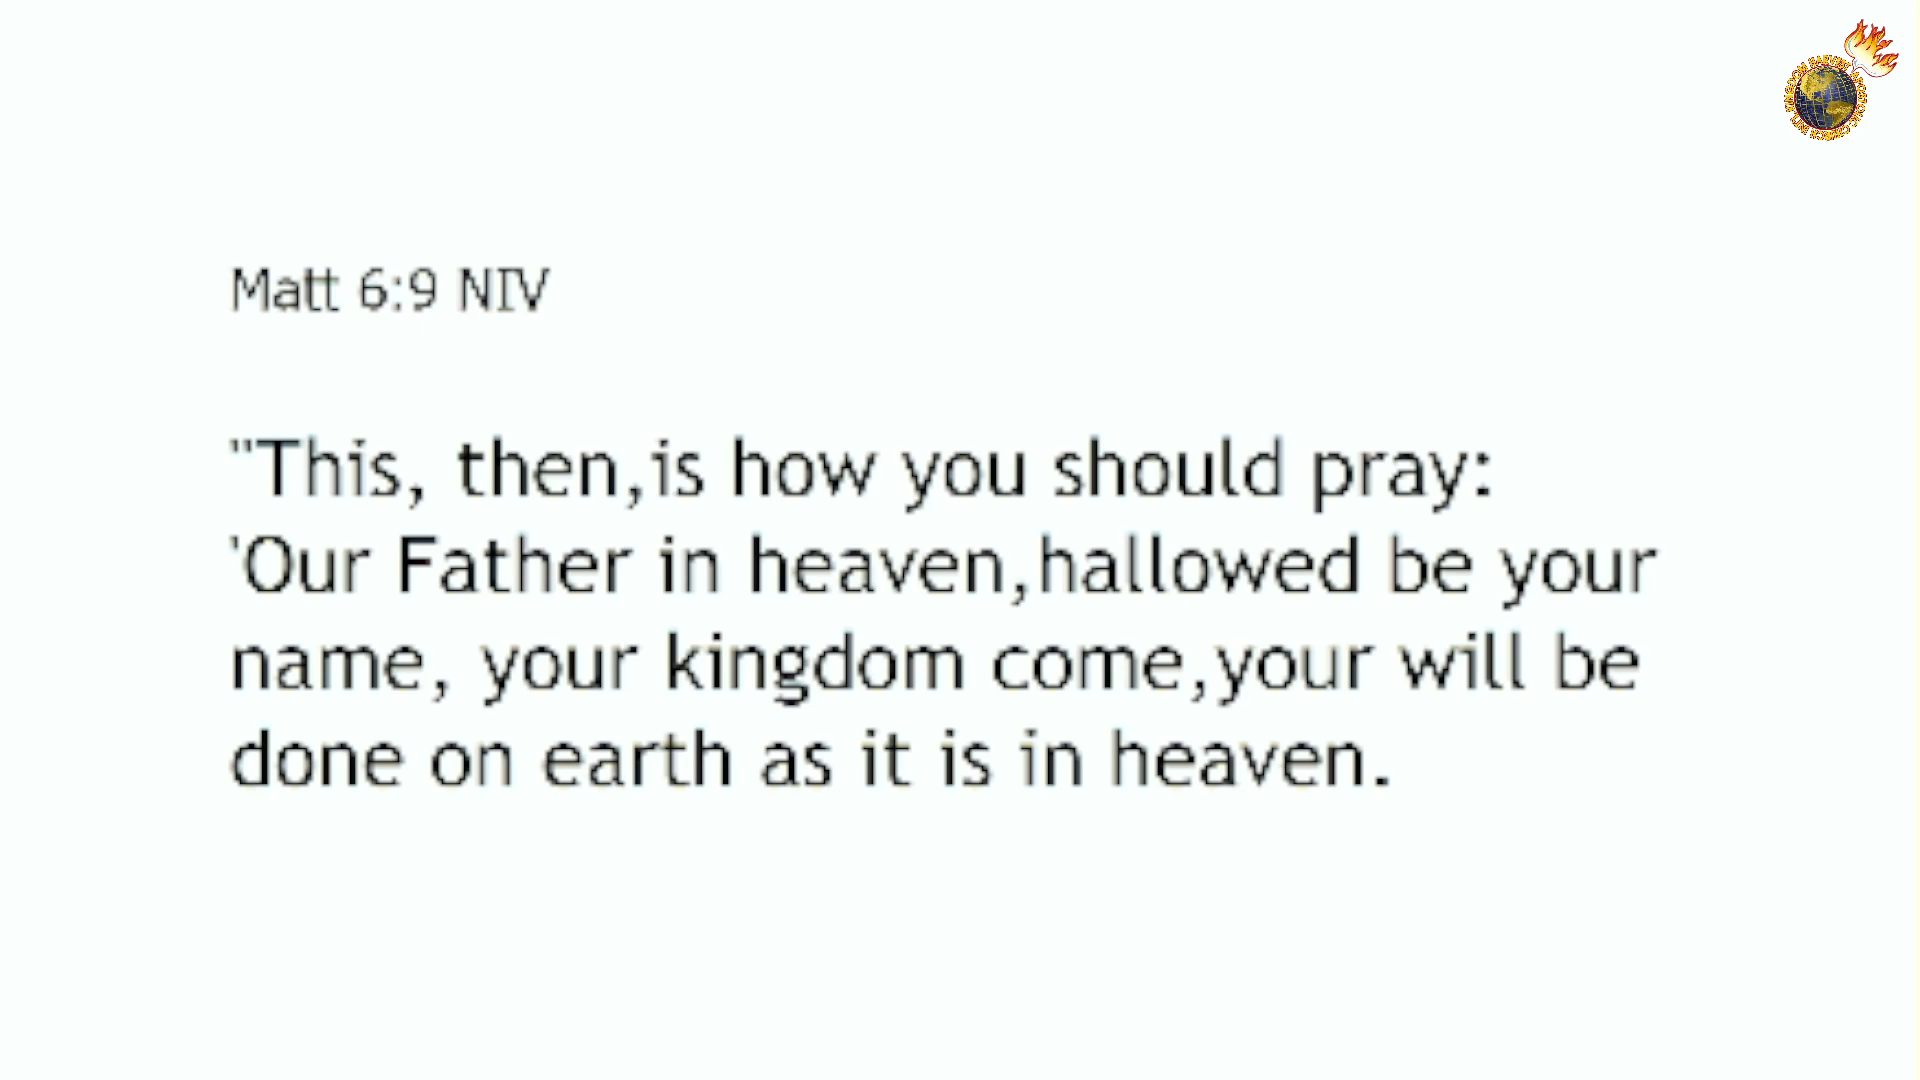 Matt 6:9 NIV
"This, then,is how you should pray:
'Our Father in heaven,hallowed be your
name, your kingdom come,your will be
done on earth as it is in heaven.